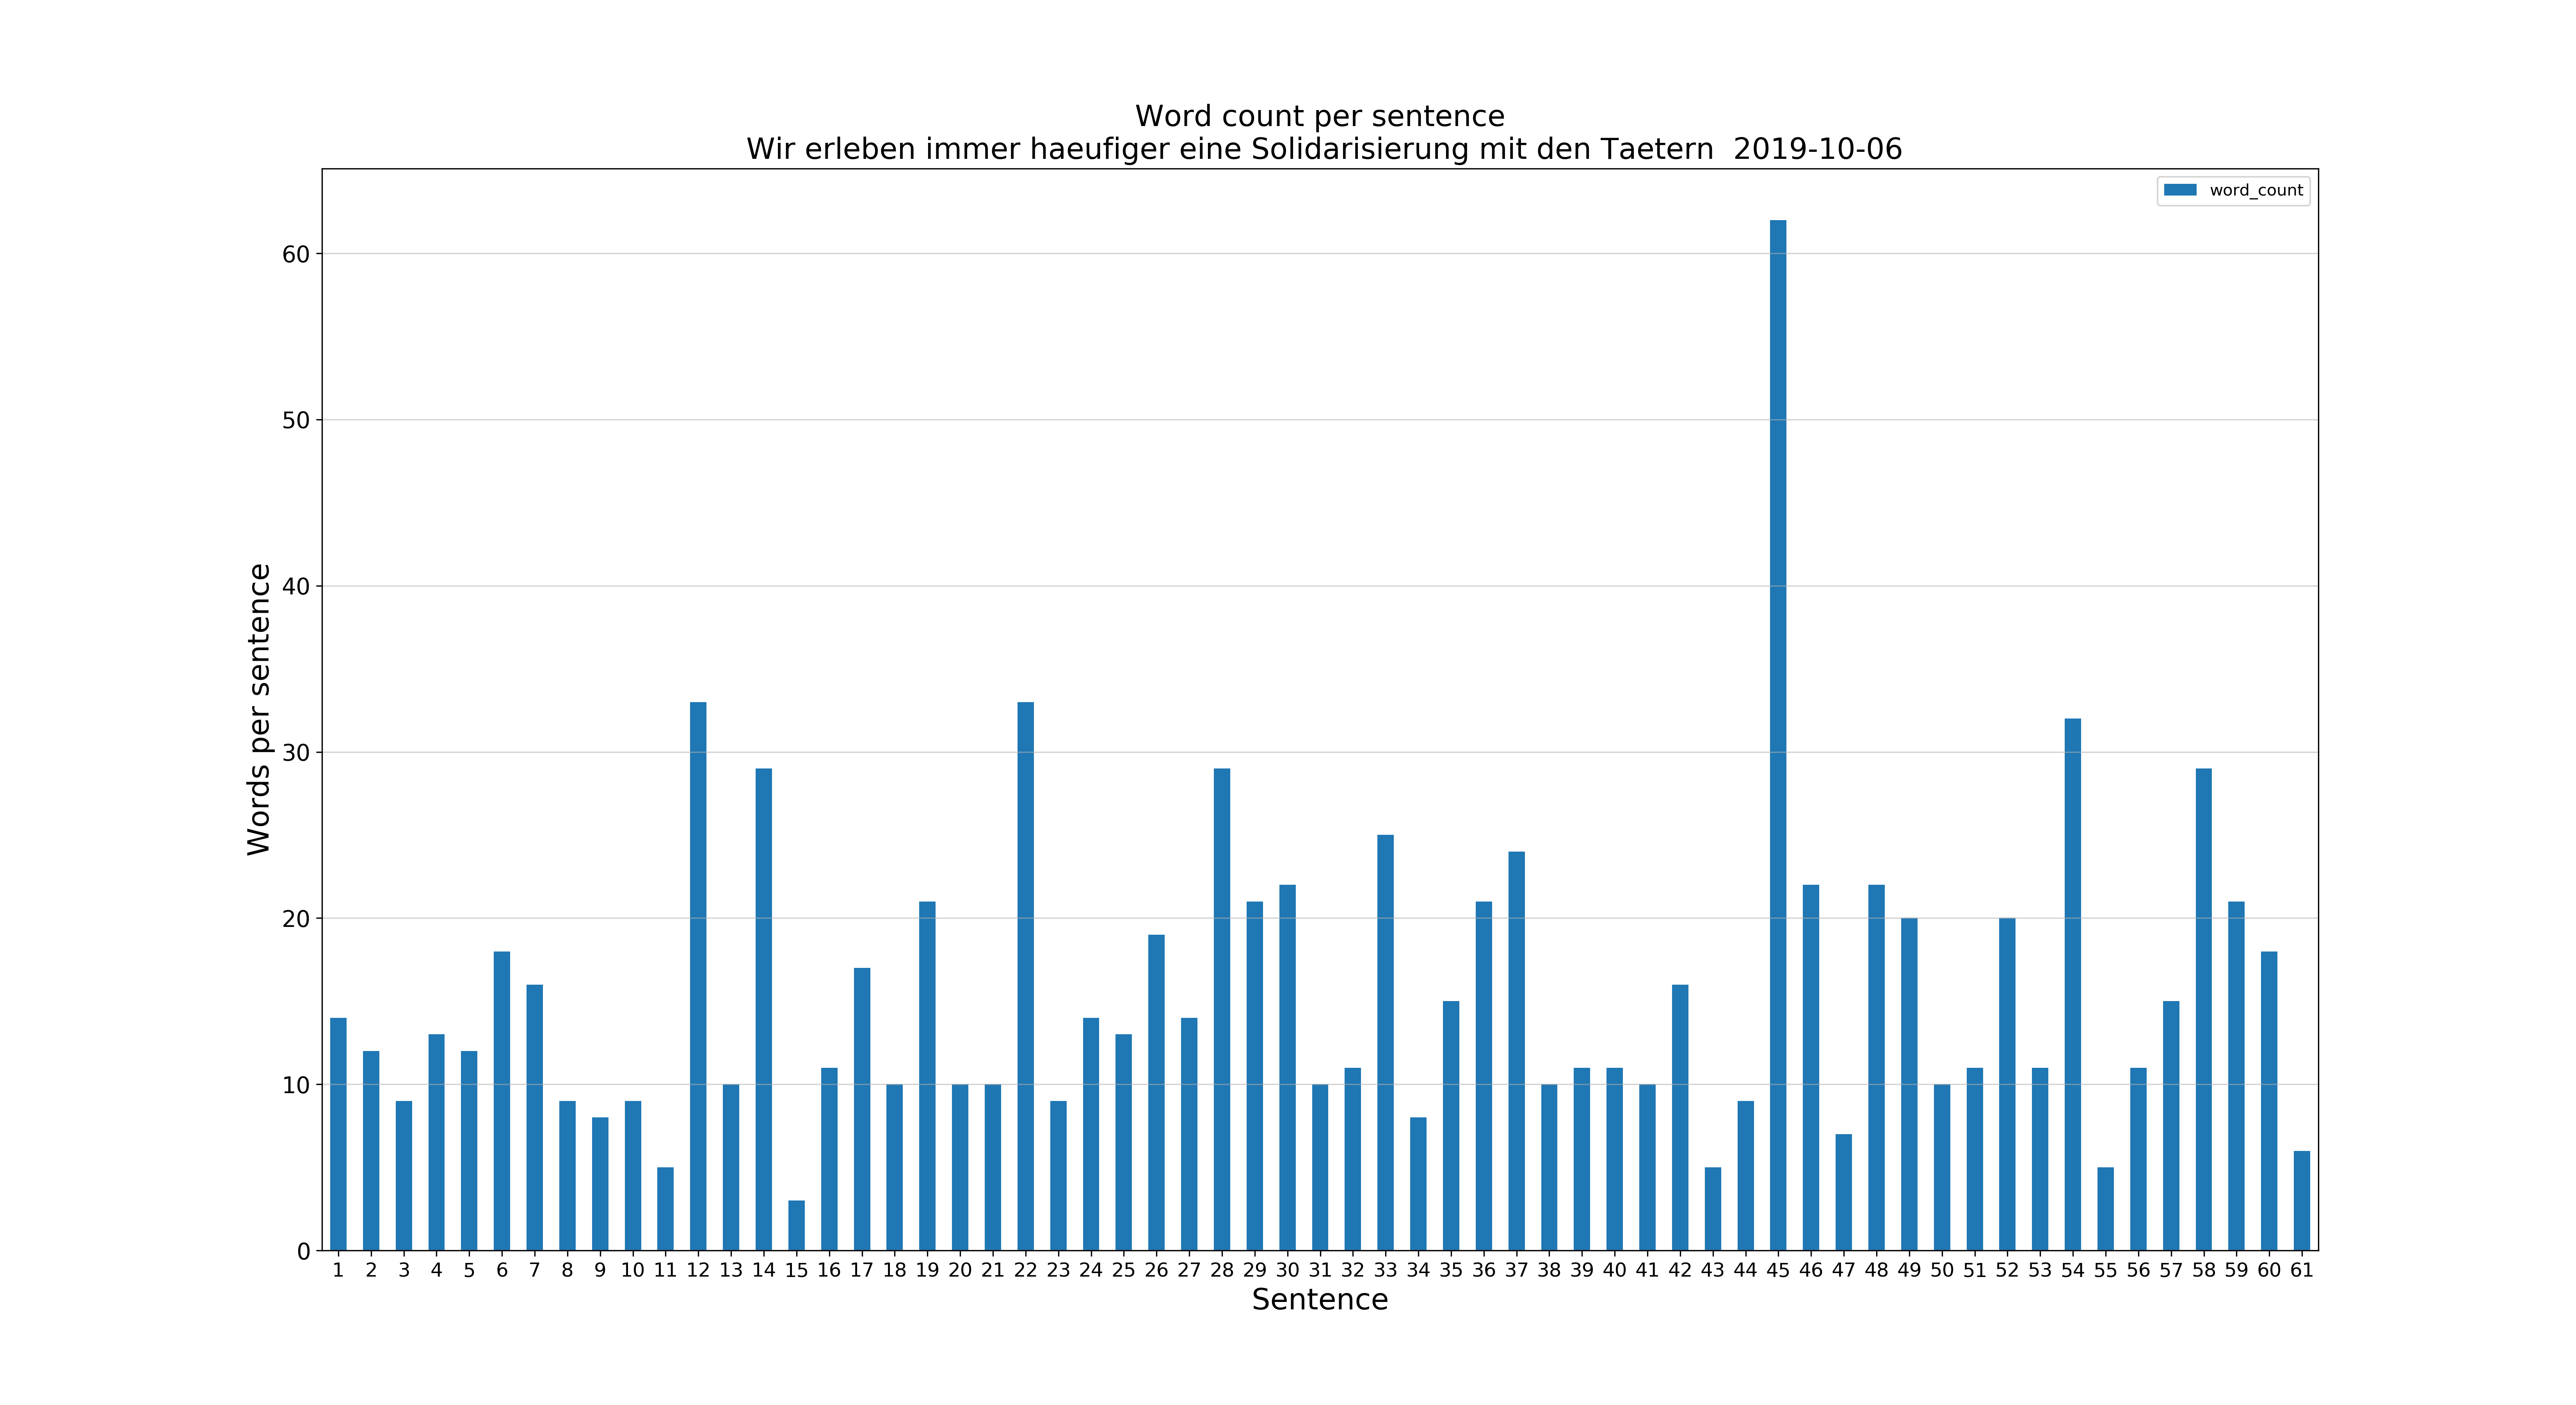 Word count per sentence
Wir erleben immer haeufiger eine Solidarisierung mit den Taetern  2019-10-06
word_count
Words per sentence
60
50
40
30
20
10
0
1 2 3 4 5 6 7 8 9 10 11 12 13 14 15 16 17 18 19 20 21 22 23 24 25 26 27 28 29 30 31 32 33 34 35 36 37 38 39 40 41 42 43 44 45 46 47 48 49 50 51 52 53 54 55 56 57 58 59 60 61
Sentence